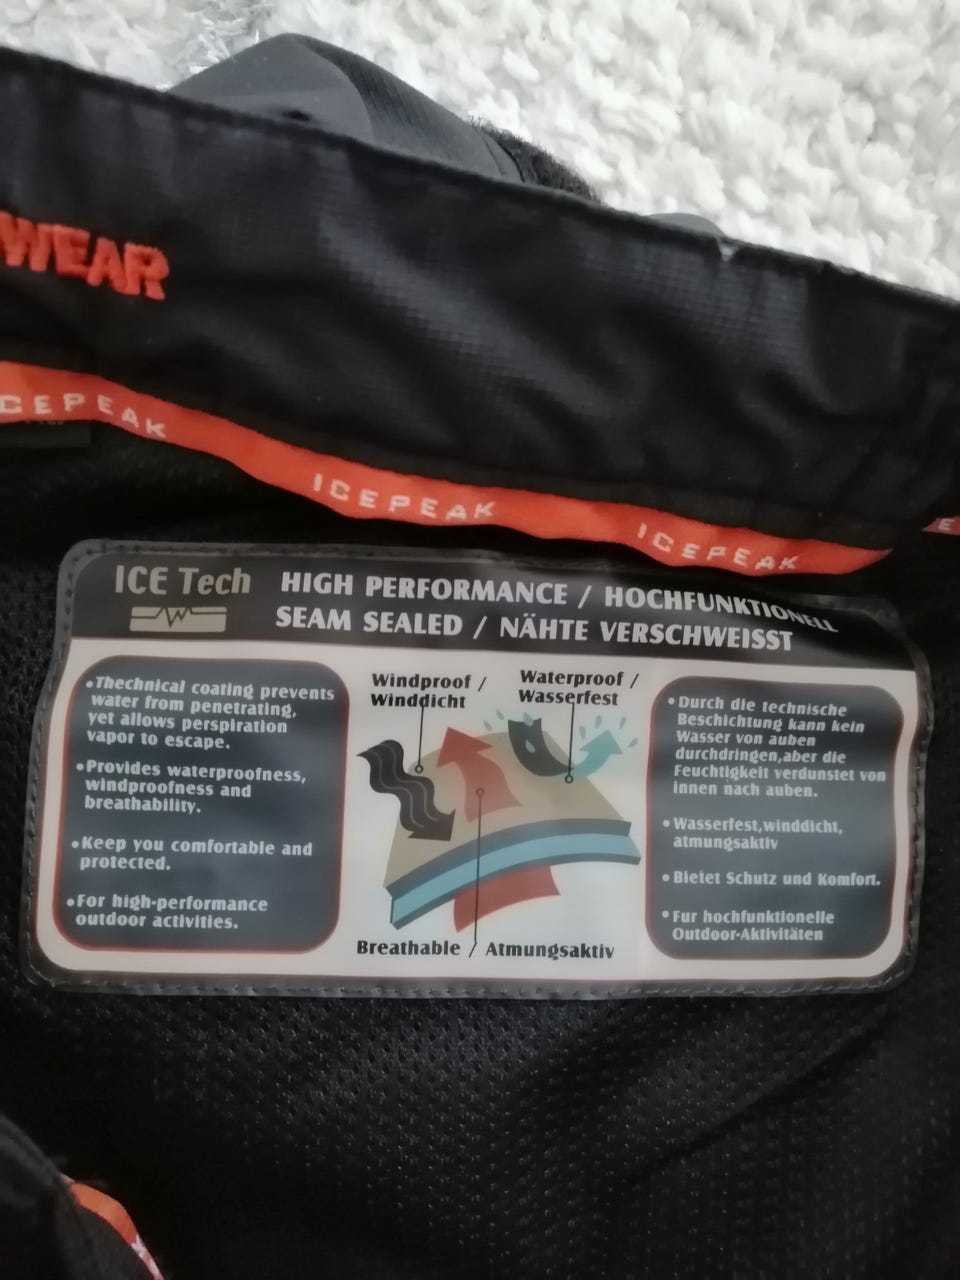 WEAR
ICEPEAK
ICEPEAK
ICE Tech
HIGH PERFORMANCE / HOCHFUNKTIONELL
SEAM SEALED / NÄHTE VERSCHWEISST
•Thechnical coating prevents
water from penetrating,
yet allows perspiration
vapor to escape.
•Provides waterproofness,
windproofness and
breathability.
•Keep you comfortable and
protected.
•For high-performance
outdoor activities.
Windproof /
Winddicht
Waterproof /
Wasserfest
Breathable / Atmungsaktiv
•Durch die technische
Beschichtung kann kein
Wasser von auben
durchdringen,aber die
Feuchtigkeit verdunstet von
innen nach auben.
•Wasserfest,winddicht,
atmungsaktiv
•Bietet Schutz und Komfort.
•Fur hochfunktionelle
Outdoor-Aktivitäten